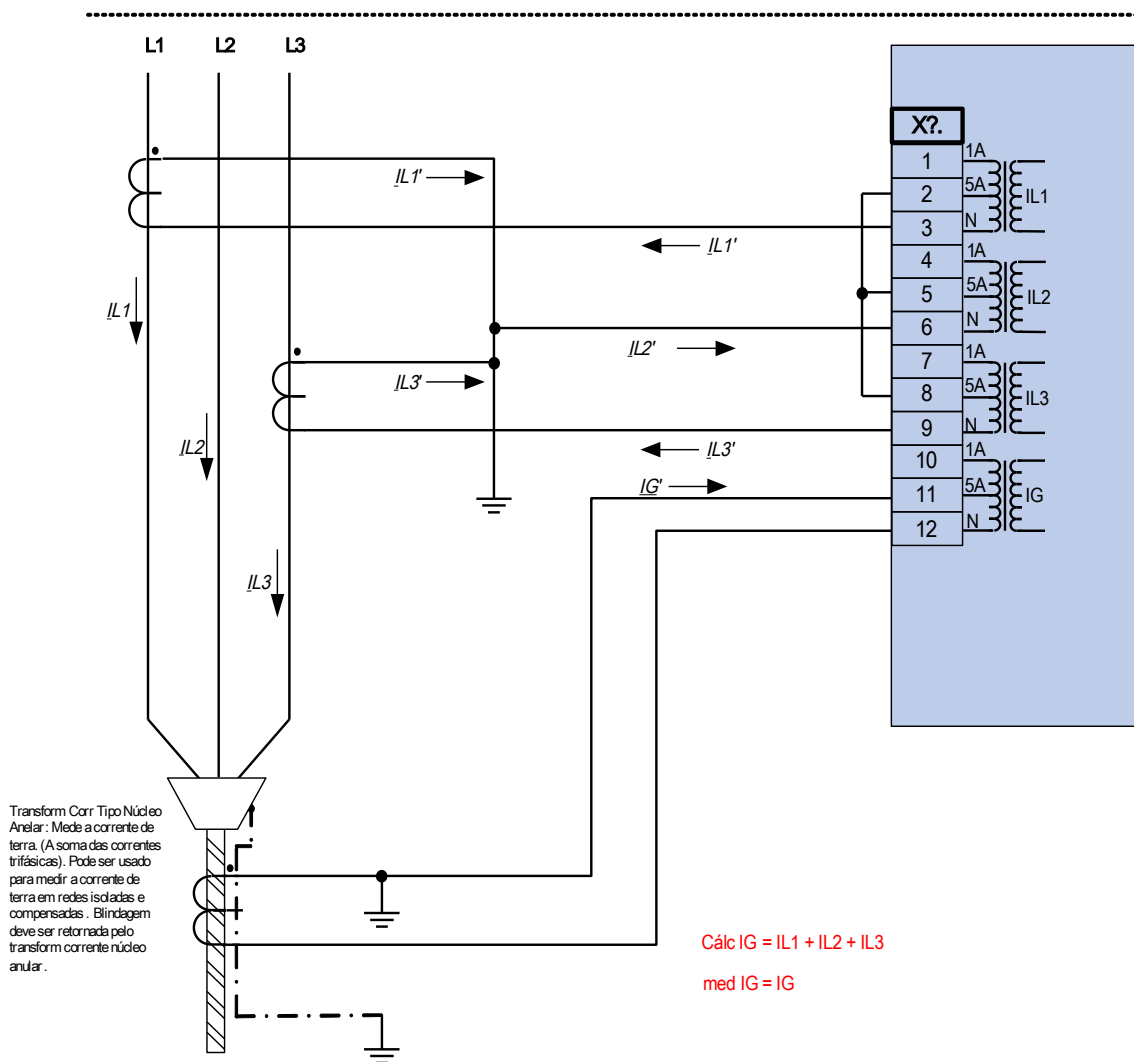 L1 L2 L3
X?.
1 1A
2 5A IL1
3 N
4 1A
5 5A IL2
6 N
7 1A
8 5A IL3
9 N
10 1A
11 5A IG
12 N
IL1'
IL1'
IL1
IL2'
IL3'
IL2
IL3'
IG'
IL3
Transform Corr Tipo Núcleo
Anelar: Mede a corrente de
terra. (A soma das correntes
trifásicas). Pode ser usado
para medir a corrente de
terra em redes isoladas e
compensadas. Blindagem
deve ser retornada pelo
transform corrente núcleo
anular.
Cálc IG = IL1 + IL2 + IL3
med IG = IG